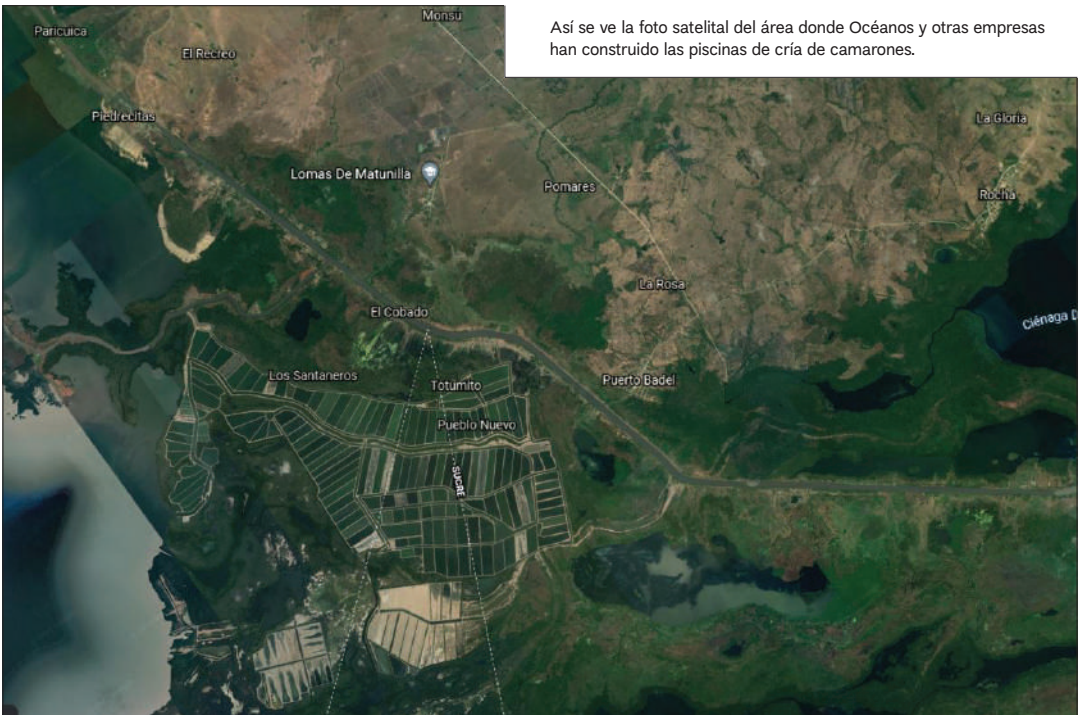 Así se ve la foto satelital del área donde Océanos y otras empresas
han construido las piscinas de cría de camarones.
Monsu
Paricuica
El Recreo
Piedrecitas
La Gloria
Lomas De Matunilla
Pomares
Rocha
La Rosa
El Cobado
Ciénaga D
Los Santaneros
Totumito
Puerto Badel
Pueblo Nuevo
SUCRE